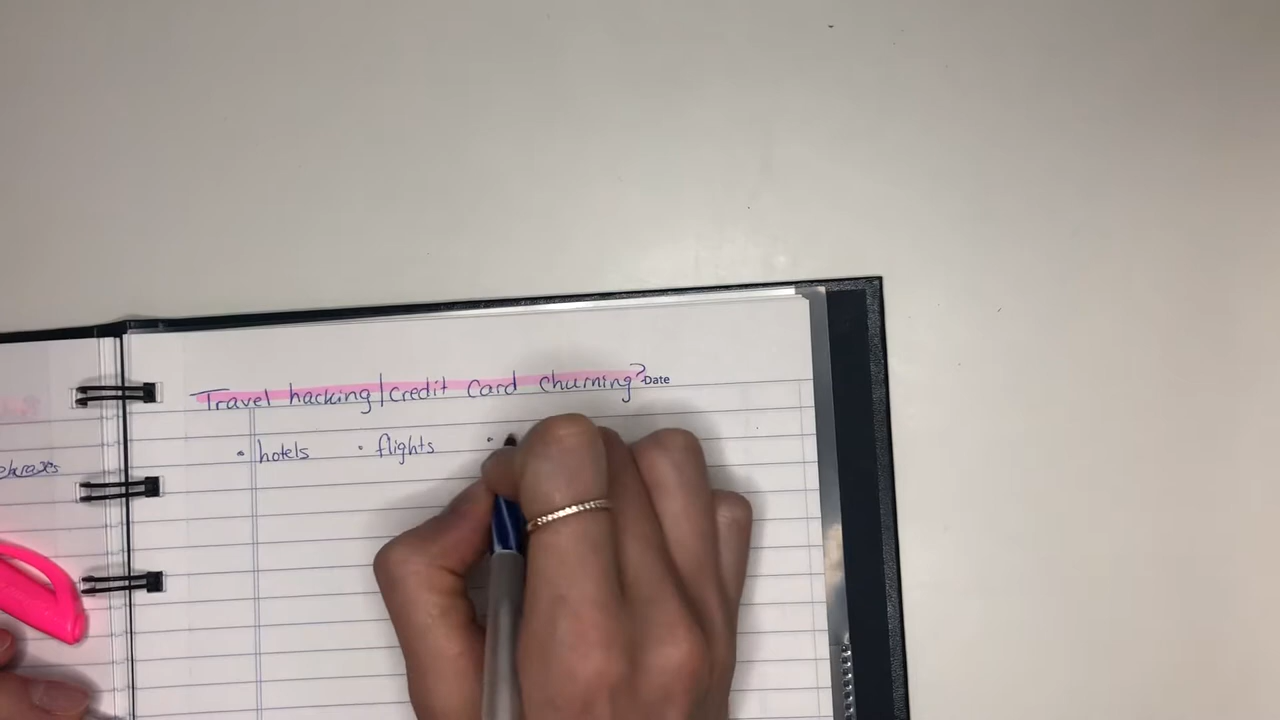 Travel hacking/credit card churning? Date
• hotels • flights •